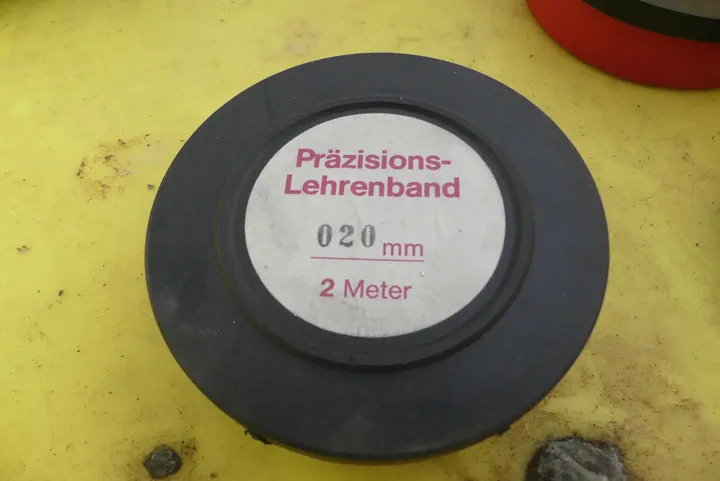 Präzisions-
Lehrenband
020 mm
2 Meter